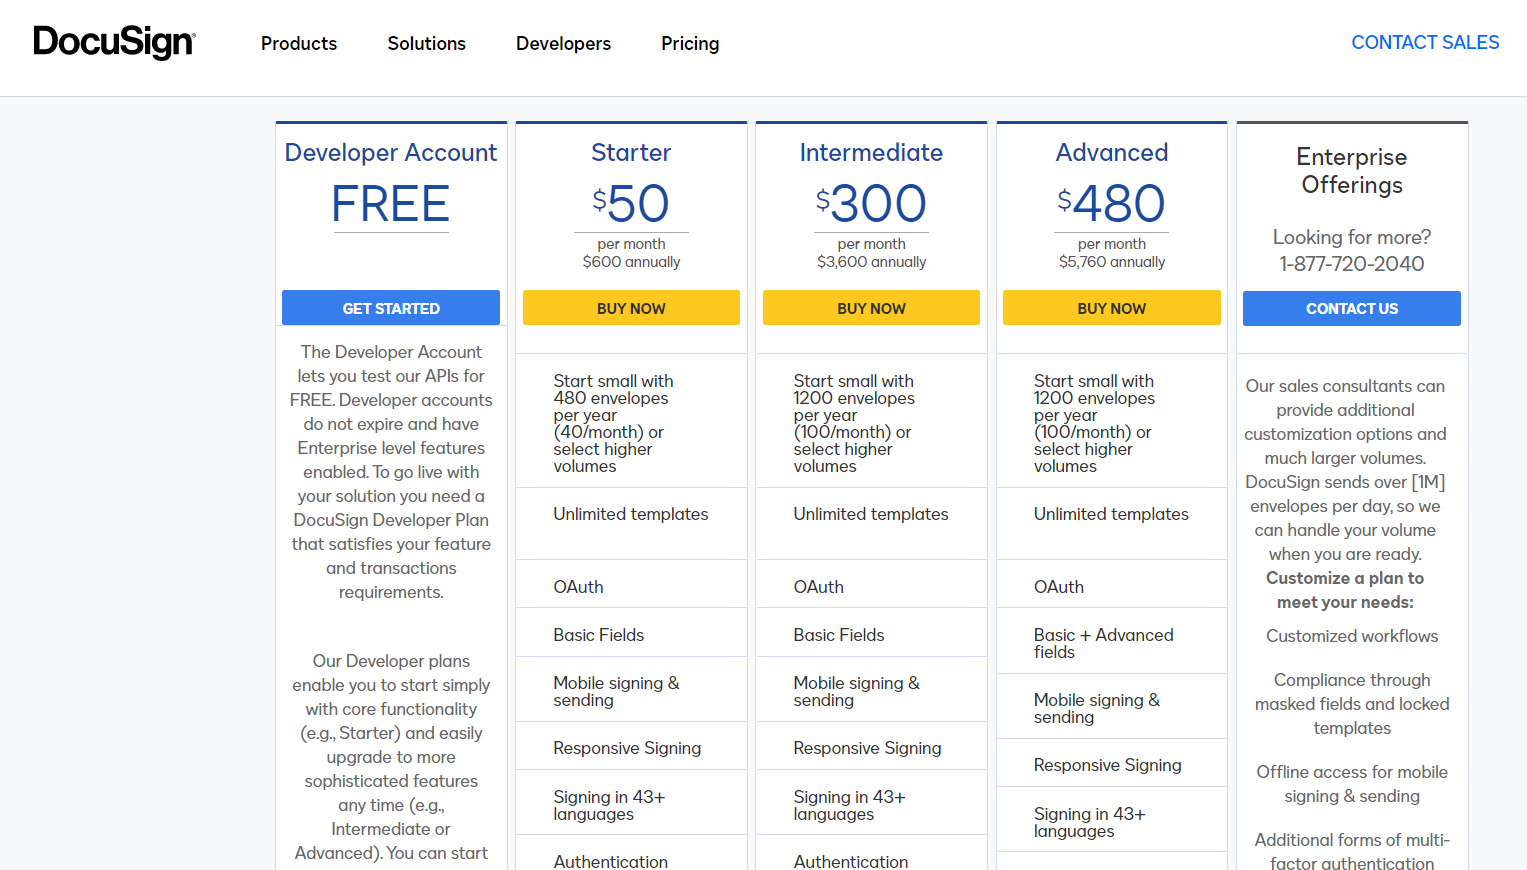 DocuSign
Products
Solutions
Developers
Pricing
CONTACT SALES
Developer Account
FREE
GET STARTED
The Developer Account
lets you test our APIs for
FREE. Developer accounts
do not expire and have
Enterprise level features
enabled. To go live with
your solution you need a
DocuSign Developer Plan
that satisfies your feature
and transactions
requirements.
Our Developer plans
enable you to start simply
with core functionality
(e.g., Starter) and easily
upgrade to more
sophisticated features
any time (e.g.,
Intermediate or
Advanced). You can start
Starter
$50
per month
$600 annually
BUY NOW
Start small with
480 envelopes
per year
(40/month) or
select higher
volumes
Unlimited templates
OAuth
Basic Fields
Mobile signing &
sending
Responsive Signing
Signing in 43+
languages
Authentication
Intermediate
$300
per month
$3,600 annually
BUY NOW
Start small with
1200 envelopes
per year
(100/month) or
select higher
volumes
Unlimited templates
OAuth
Basic Fields
Mobile signing &
sending
Responsive Signing
Signing in 43+
languages
Authentication
Advanced
$480
per month
$5,760 annually
BUY NOW
Start small with
1200 envelopes
per year
(100/month) or
select higher
volumes
Unlimited templates
OAuth
Basic + Advanced
fields
Mobile signing &
sending
Responsive Signing
Signing in 43+
languages
Enterprise
Offerings
Looking for more?
1-877-720-2040
CONTACT US
Our sales consultants can
provide additional
customization options and
much larger volumes.
DocuSign sends over [1M]
envelopes per day, so we
can handle your volume
when you are ready.
Customize a plan to
meet your needs:
Customized workflows
Compliance through
masked fields and locked
templates
Offline access for mobile
signing & sending
Additional forms of multi-
factor authentication